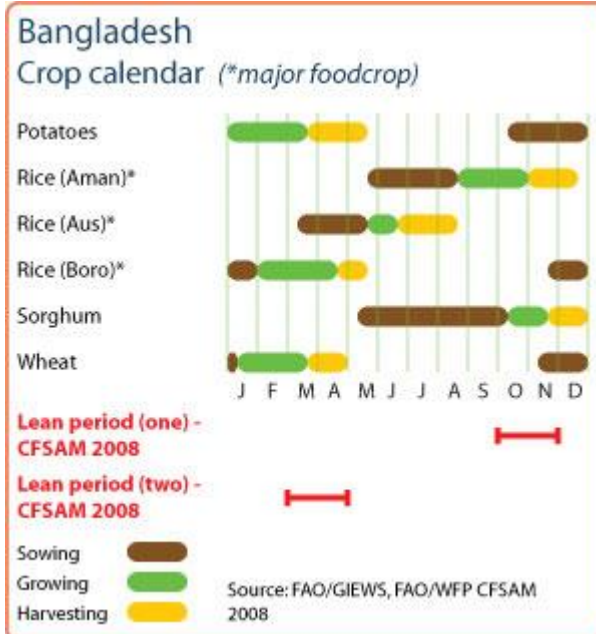 Bangladesh
Crop calendar (*major foodcrop)
Potatoes
Rice (Aman)*
Rice (Aus)*
Rice (Boro)*
Sorghum
Wheat
J F M A M J J A S O N D
Lean period (one) -
CFSAM 2008
Lean period (two) -
CFSAM 2008
Sowing
Growing
Harvesting
Source: FAO/GIEWS, FAO/WFP CFSAM
2008